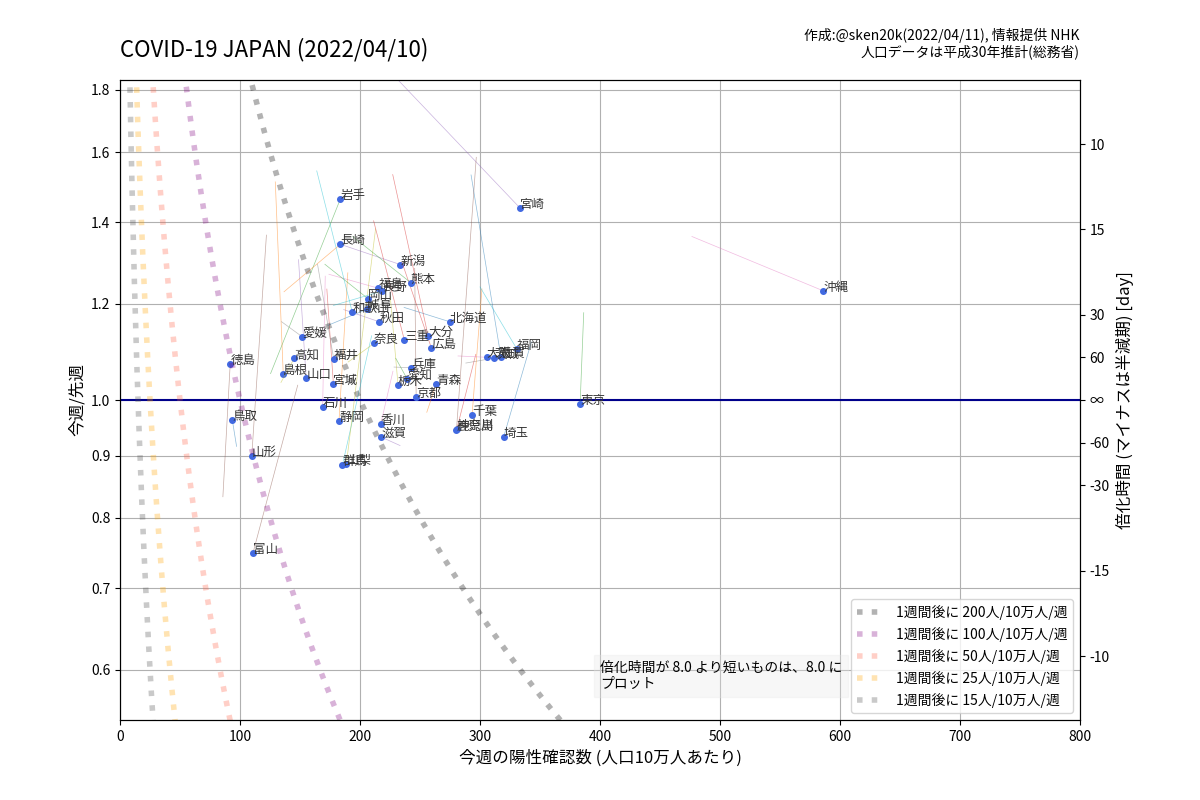 COVID-19 JAPAN (2022/04/10)
作成:@sken20k(2022/04/11), 情報提供 NHK
人口データは平成30年推計(総務省)
1.8
1.6
1.4
1.2
1.0
0.9
0.8
0.7
0.6
今週/先週
10
15
30
60
∞
-60
-30
-15
-10
倍化時間 (マイナスは半減期) [day]
岩手
宮崎
長崎
新潟
熊本
沖縄
福島
長野
岡山
秋田
北海道
愛媛
奈良
三重
大分
広島
福岡
徳島
高知
福井
兵庫
島根
山口
宮城
愛知
栃木
青森
京都
東京
石川
鳥取
静岡
香川
千葉
滋賀
埼玉
山形
群馬
富山
倍化時間が 8.0 より短いものは、8.0 に
プロット
1週間後に 200人/10万人/週
1週間後に 100人/10万人/週
1週間後に 50人/10万人/週
1週間後に 25人/10万人/週
1週間後に 15人/10万人/週
0
100
200
300
400
500
600
700
800
今週の陽性確認数 (人口10万人あたり)